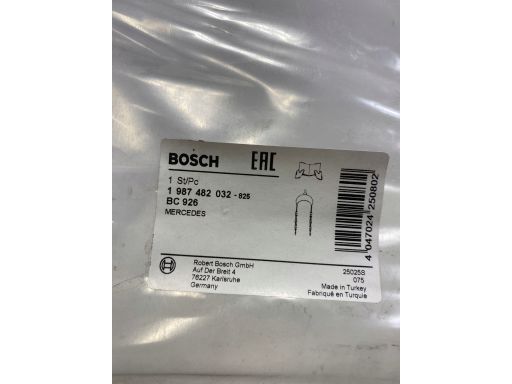 BOSCH EAC
1 St/Pc
1 987 482 032 - 825
BC 926
MERCEDES
4 047024 250802
Robert Bosch GmbH
Auf Der Breit 4
76227 Karlsruhe
Germany
25025S
075
Made in Turkey
Fabriqué en Turquie